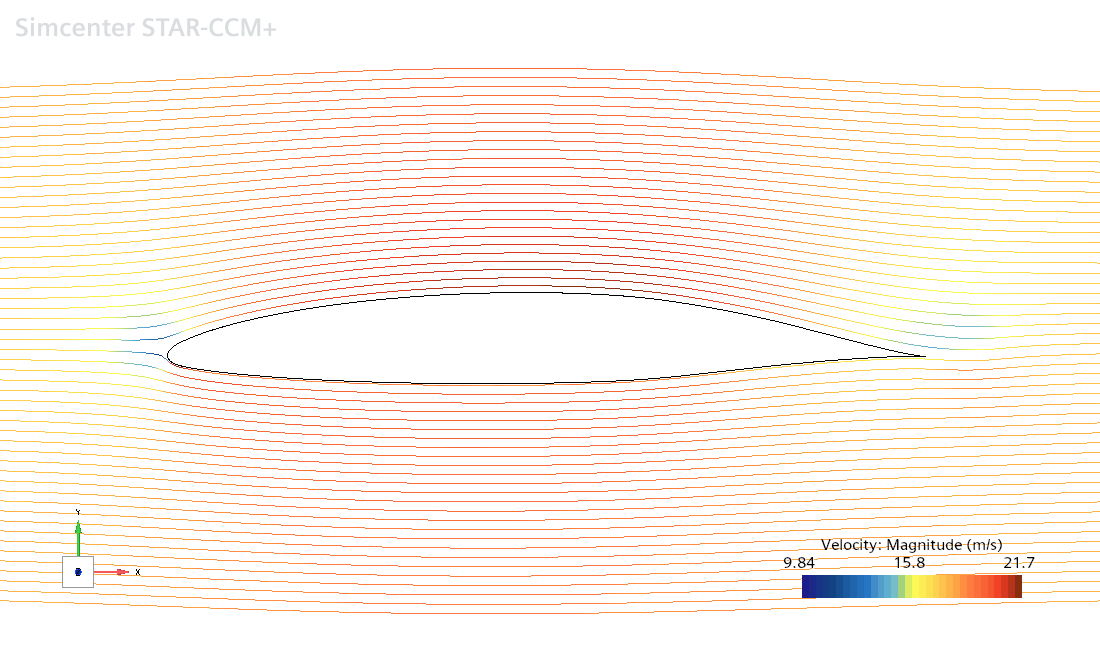 Simcenter STAR-CCM+
Y
X
Velocity: Magnitude (m/s)
9.84 15.8 21.7